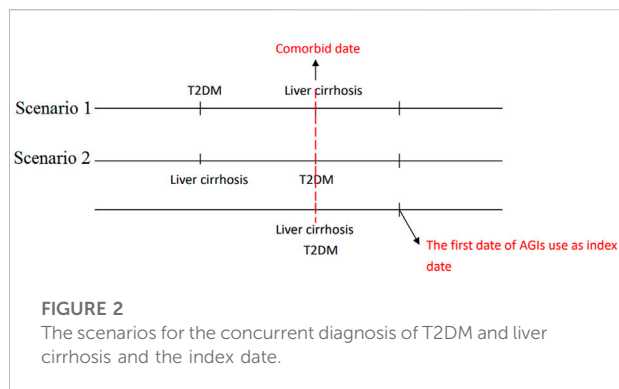 Comorbid date
T2DM
Liver cirrhosis
Scenario 1
Scenario 2
Liver cirrhosis
T2DM
Liver cirrhosis
T2DM
The first date of AGIs use as index
date
FIGURE 2
The scenarios for the concurrent diagnosis of T2DM and liver
cirrhosis and the index date.